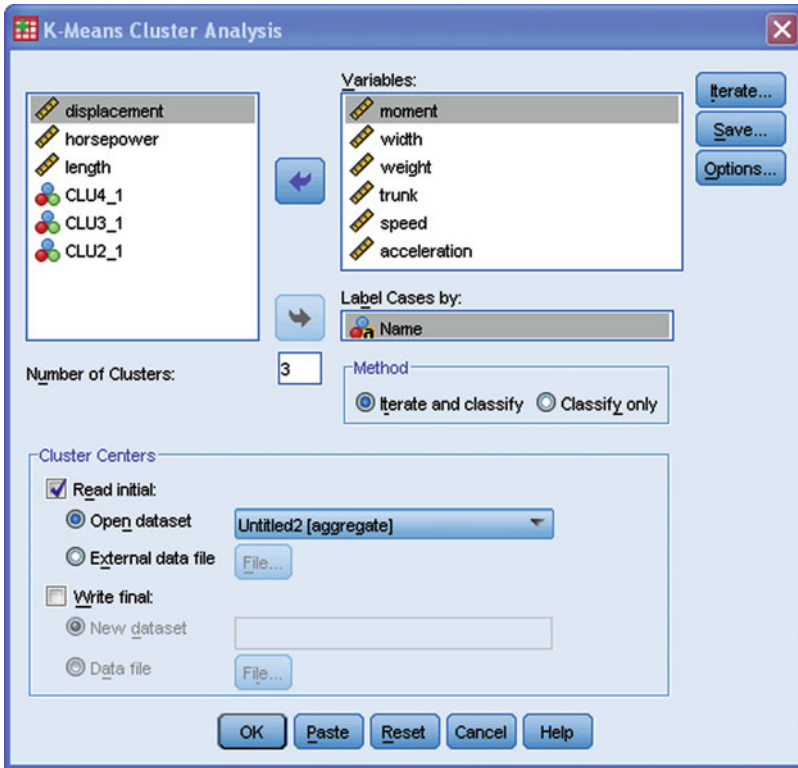 K-Means Cluster Analysis
displacement
horsepower
length
CLU4_1
CLU3_1
CLU2_1
Variables:
moment
width
weight
trunk
speed
acceleration
Iterate...
Save...
Options...
Label Cases by:
a Name
Number of Clusters: 3
Method
Iterate and classify Classify only
Cluster Centers
Read initial:
Open dataset Untitled2 [aggregate]
External data file File...
Write final:
New dataset
Data file File...
OK Paste Reset Cancel Help